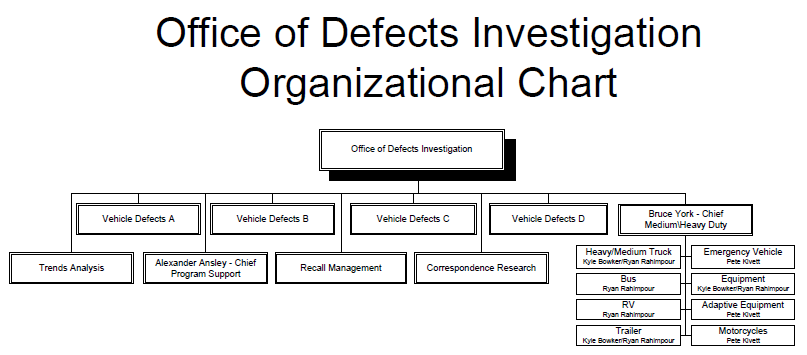 Office of Defects Investigation
Organizational Chart
Office of Defects Investigation
Vehicle Defects A
Vehicle Defects B
Vehicle Defects C
Vehicle Defects D
Bruce York - Chief
Medium\Heavy Duty
Trends Analysis
Alexander Ansley - Chief
Program Support
Recall Management
Correspondence Research
Heavy/Medium Truck
Kyle Bowker/Ryan Rahimpour
Emergency Vehicle
Pete Kivett
Bus
Ryan Rahimpour
Equipment
Kyle Bowker/Ryan Rahimpour
RV
Ryan Rahimpour
Adaptive Equipment
Pete Kivett
Trailer
Kyle Bowker/Ryan Rahimpour
Motorcycles
Pete Kivett